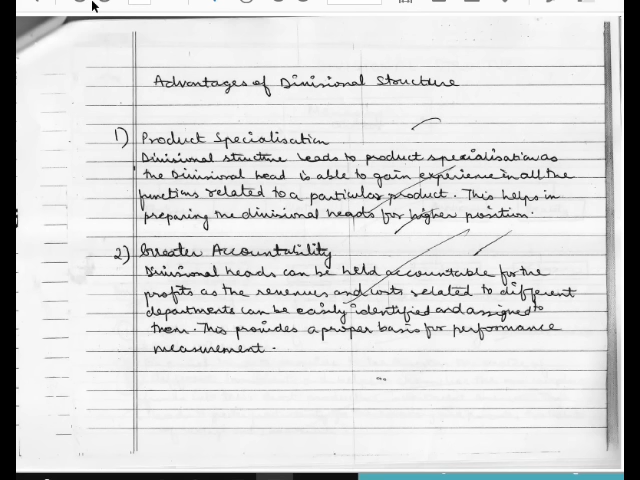 Advantages of Divisional Structure
1) Product Specialisation
Divisional structure leads to product specialisation as
the Divisional head is able to gain experience in all the
functions related to a particular product. This helps in
preparing the divisional heads for higher position.
2) Greater Accountability
Divisional heads can be held accountable for the
profits as the revenues and costs related to different
departments can be easily identified and assigned to
them. This provides a proper basis for performance
measurement.